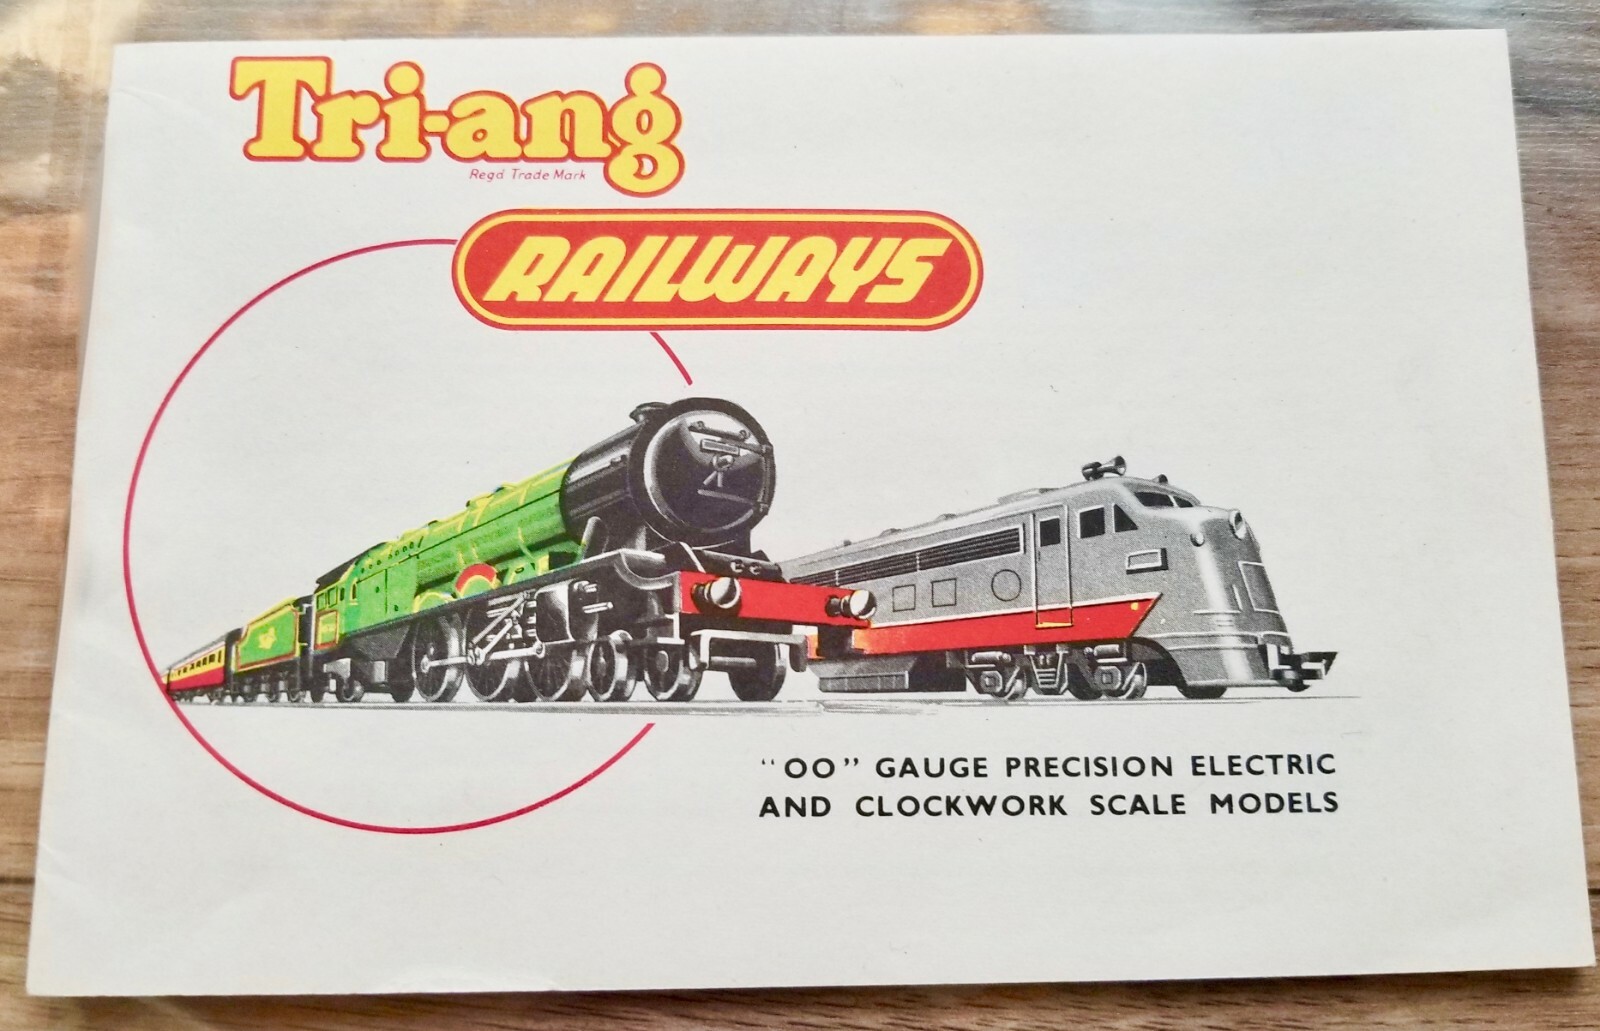 Tri-ang
Regd Trade Mark
RAILWAYS
"OO" GAUGE PRECISION ELECTRIC
AND CLOCKWORK SCALE MODELS